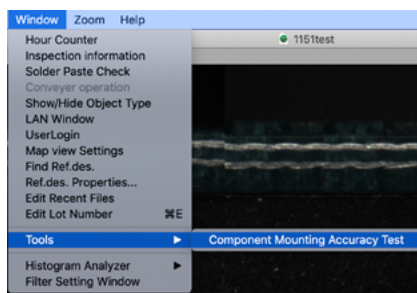 Window Zoom Help
1151test
Hour Counter
Inspection information
Solder Paste Check
Conveyer operation
Show/Hide Object Type
LAN Window
UserLogin
Map view Settings
Find Ref.des.
Ref.des. Properties...
Edit Recent Files
Edit Lot Number ⌘E
Tools ▶ Component Mounting Accuracy Test
Histogram Analyzer ▶
Filter Setting Window